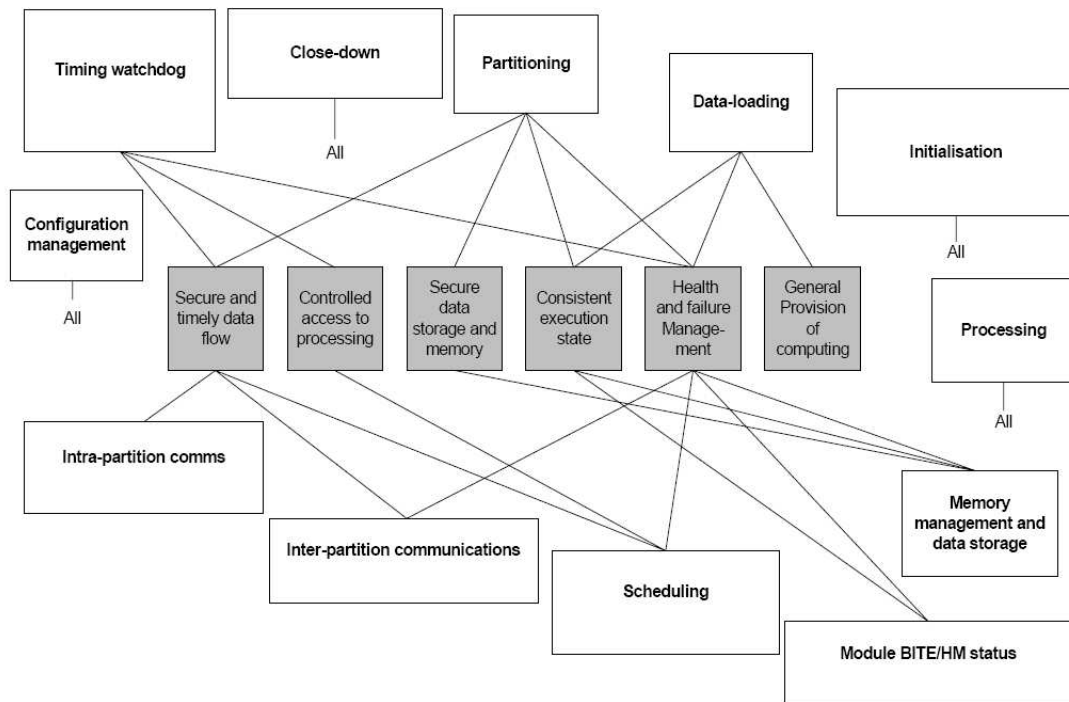 Timing watchdog
Close-down
Partitioning
Data-loading
Initialisation
All
All
Configuration
management
All
Secure and
timely data
flow
Controlled
access to
processing
Secure
data
storage and
memory
Consistent
execution
state
Health
and failure
Manage-
ment
General
Provision
of
computing
Processing
All
Intra-partition comms
Inter-partition communications
Scheduling
Memory
management and
data storage
Module BITE/HM status